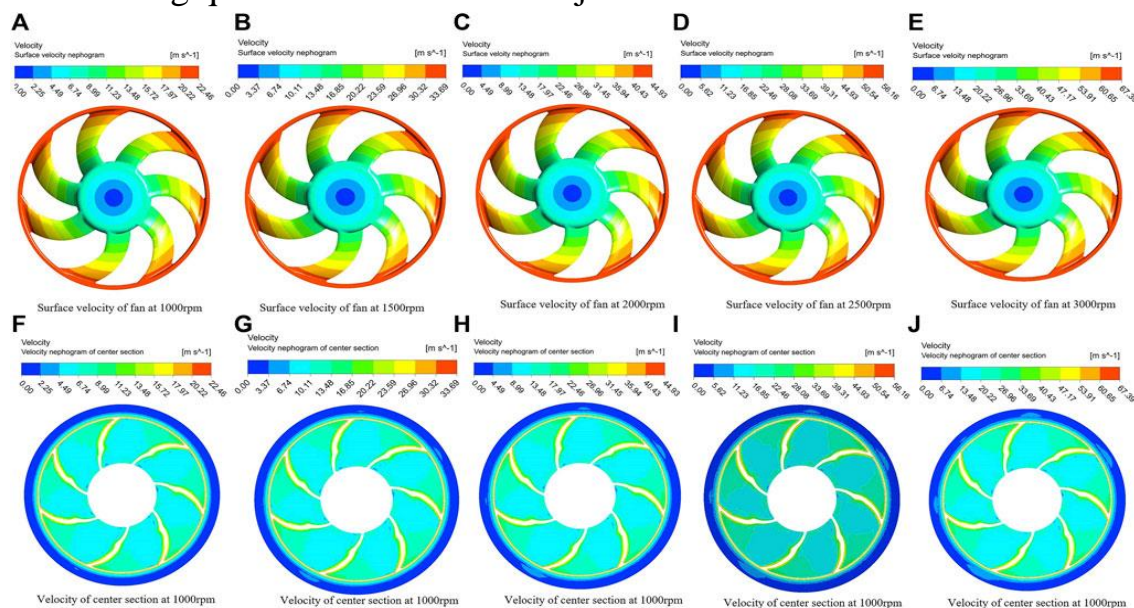 A
Velocity
Surface velocity nephogram [m s^-1]
0.00 2.25 4.49 6.74 8.99 11.23 13.48 15.72 17.97 20.22 22.46
Surface velocity of fan at 1000rpm
B
Velocity
Surface velocity nephogram [m s^-1]
0.00 3.37 6.74 10.11 13.48 16.85 20.22 23.59 26.96 30.32 33.69
Surface velocity of fan at 1500rpm
C
Velocity
Surface velocity nephogram [m s^-1]
0.00 4.49 8.99 13.48 17.97 22.46 26.96 31.45 35.94 40.43 44.93
Surface velocity of fan at 2000rpm
D
Velocity
Surface velocity nephogram [m s^-1]
0.00 5.62 11.23 16.85 22.46 28.08 33.69 39.31 44.93 50.54 56.16
Surface velocity of fan at 2500rpm
E
Velocity
Surface velocity nephogram [m s^-1]
0.00 6.74 13.48 20.22 26.96 33.69 40.43 47.17 53.91 60.65 67.39
Surface velocity of fan at 3000rpm
F
Velocity
Velocity nephogram of center section [m s^-1]
0.00 2.25 4.49 6.74 8.99 11.23 13.48 15.72 17.97 20.22 22.46
Velocity of center section at 1000rpm
G
Velocity
Velocity nephogram of center section [m s^-1]
0.00 3.37 6.74 10.11 13.48 16.85 20.22 23.59 26.96 30.32 33.69
Velocity of center section at 1000rpm
H
Velocity
Velocity nephogram of center section [m s^-1]
0.00 4.49 8.99 13.48 17.97 22.46 26.96 31.45 35.94 40.43 44.93
Velocity of center section at 1000rpm
I
Velocity
Velocity nephogram of center section [m s^-1]
0.00 5.62 11.23 16.85 22.46 28.08 33.69 39.31 44.93 50.54 56.16
Velocity of center section at 1000rpm
J
Velocity
Velocity nephogram of center section [m s^-1]
0.00 6.74 13.48 20.22 26.96 33.69 40.43 47.17 53.91 60.65 67.39
Velocity of center section at 1000rpm